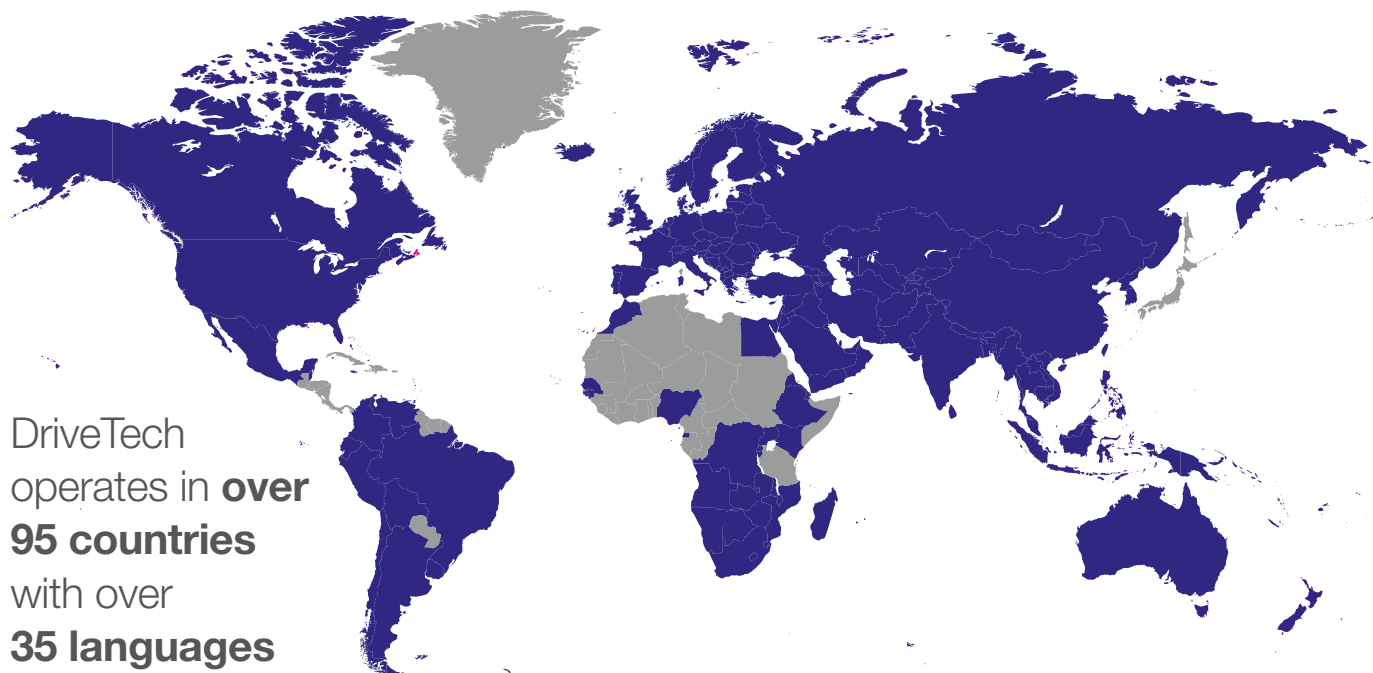 DriveTech
operates in over
95 countries
with over
35 languages